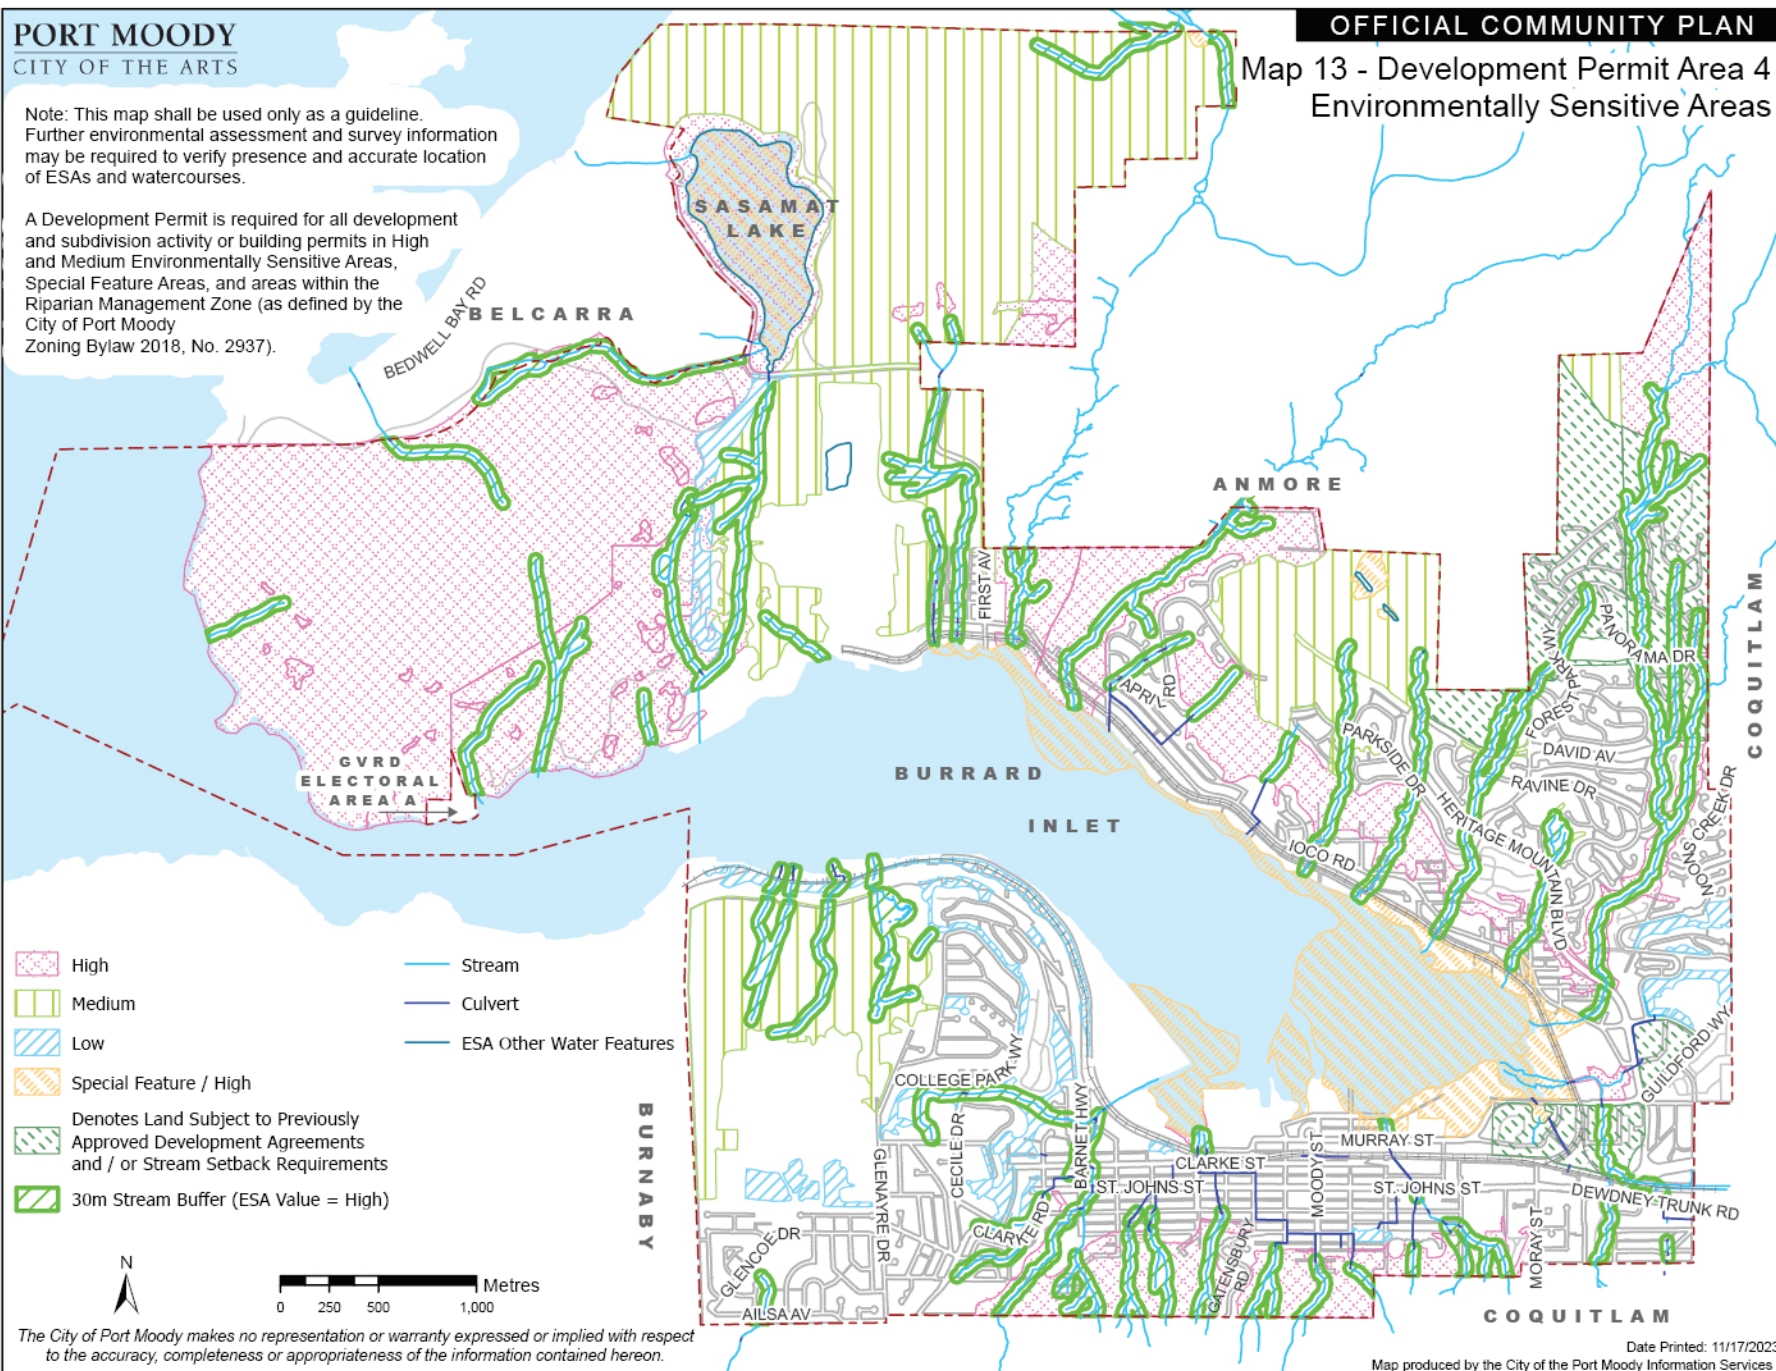 PORT MOODY
CITY OF THE ARTS
OFFICIAL COMMUNITY PLAN
Map 13 - Development Permit Area 4
Environmentally Sensitive Areas
Note: This map shall be used only as a guideline.
Further environmental assessment and survey information
may be required to verify presence and accurate location
of ESAs and watercourses.
A Development Permit is required for all development
and subdivision activity or building permits in High
and Medium Environmentally Sensitive Areas,
Special Feature Areas, and areas within the
Riparian Management Zone (as defined by the
City of Port Moody
Zoning Bylaw 2018, No. 2937).
SASAMAT
LAKE
BEDWELL BAY RD
BELCARRA
ANMORE
FIRST AV
COQUITLAM
PANORAMA DR
FOREST PARK WY
APRIL RD
DAVID AV
PARKSIDE DR
RAVINE DR
HERITAGE MOUNTAIN BLVD
NOONS CREEK DR
IOCO RD
GVRD
ELECTORAL
AREA A
BURRARD
INLET
High
Medium
Low
Special Feature / High
Denotes Land Subject to Previously
Approved Development Agreements
and / or Stream Setback Requirements
30m Stream Buffer (ESA Value = High)
Stream
Culvert
ESA Other Water Features
GUILDFORD WY
COLLEGE PARK WY
BURNABY
BARNET HWY
CECILE DR
GLENAYRE DR
MURRAY ST
CLARKE ST
MOODY ST
ST. JOHNS ST
ST. JOHNS ST
DEWDNEY TRUNK RD
CLARKE RD
GATENSBURY
RD
MORAY ST
GLENCOE DR
AILSA AV
COQUITLAM
N
Metres
0 250 500 1,000
The City of Port Moody makes no representation or warranty expressed or implied with respect
to the accuracy, completeness or appropriateness of the information contained hereon.
Date Printed: 11/17/2023
Map produced by the City of the Port Moody Information Services.